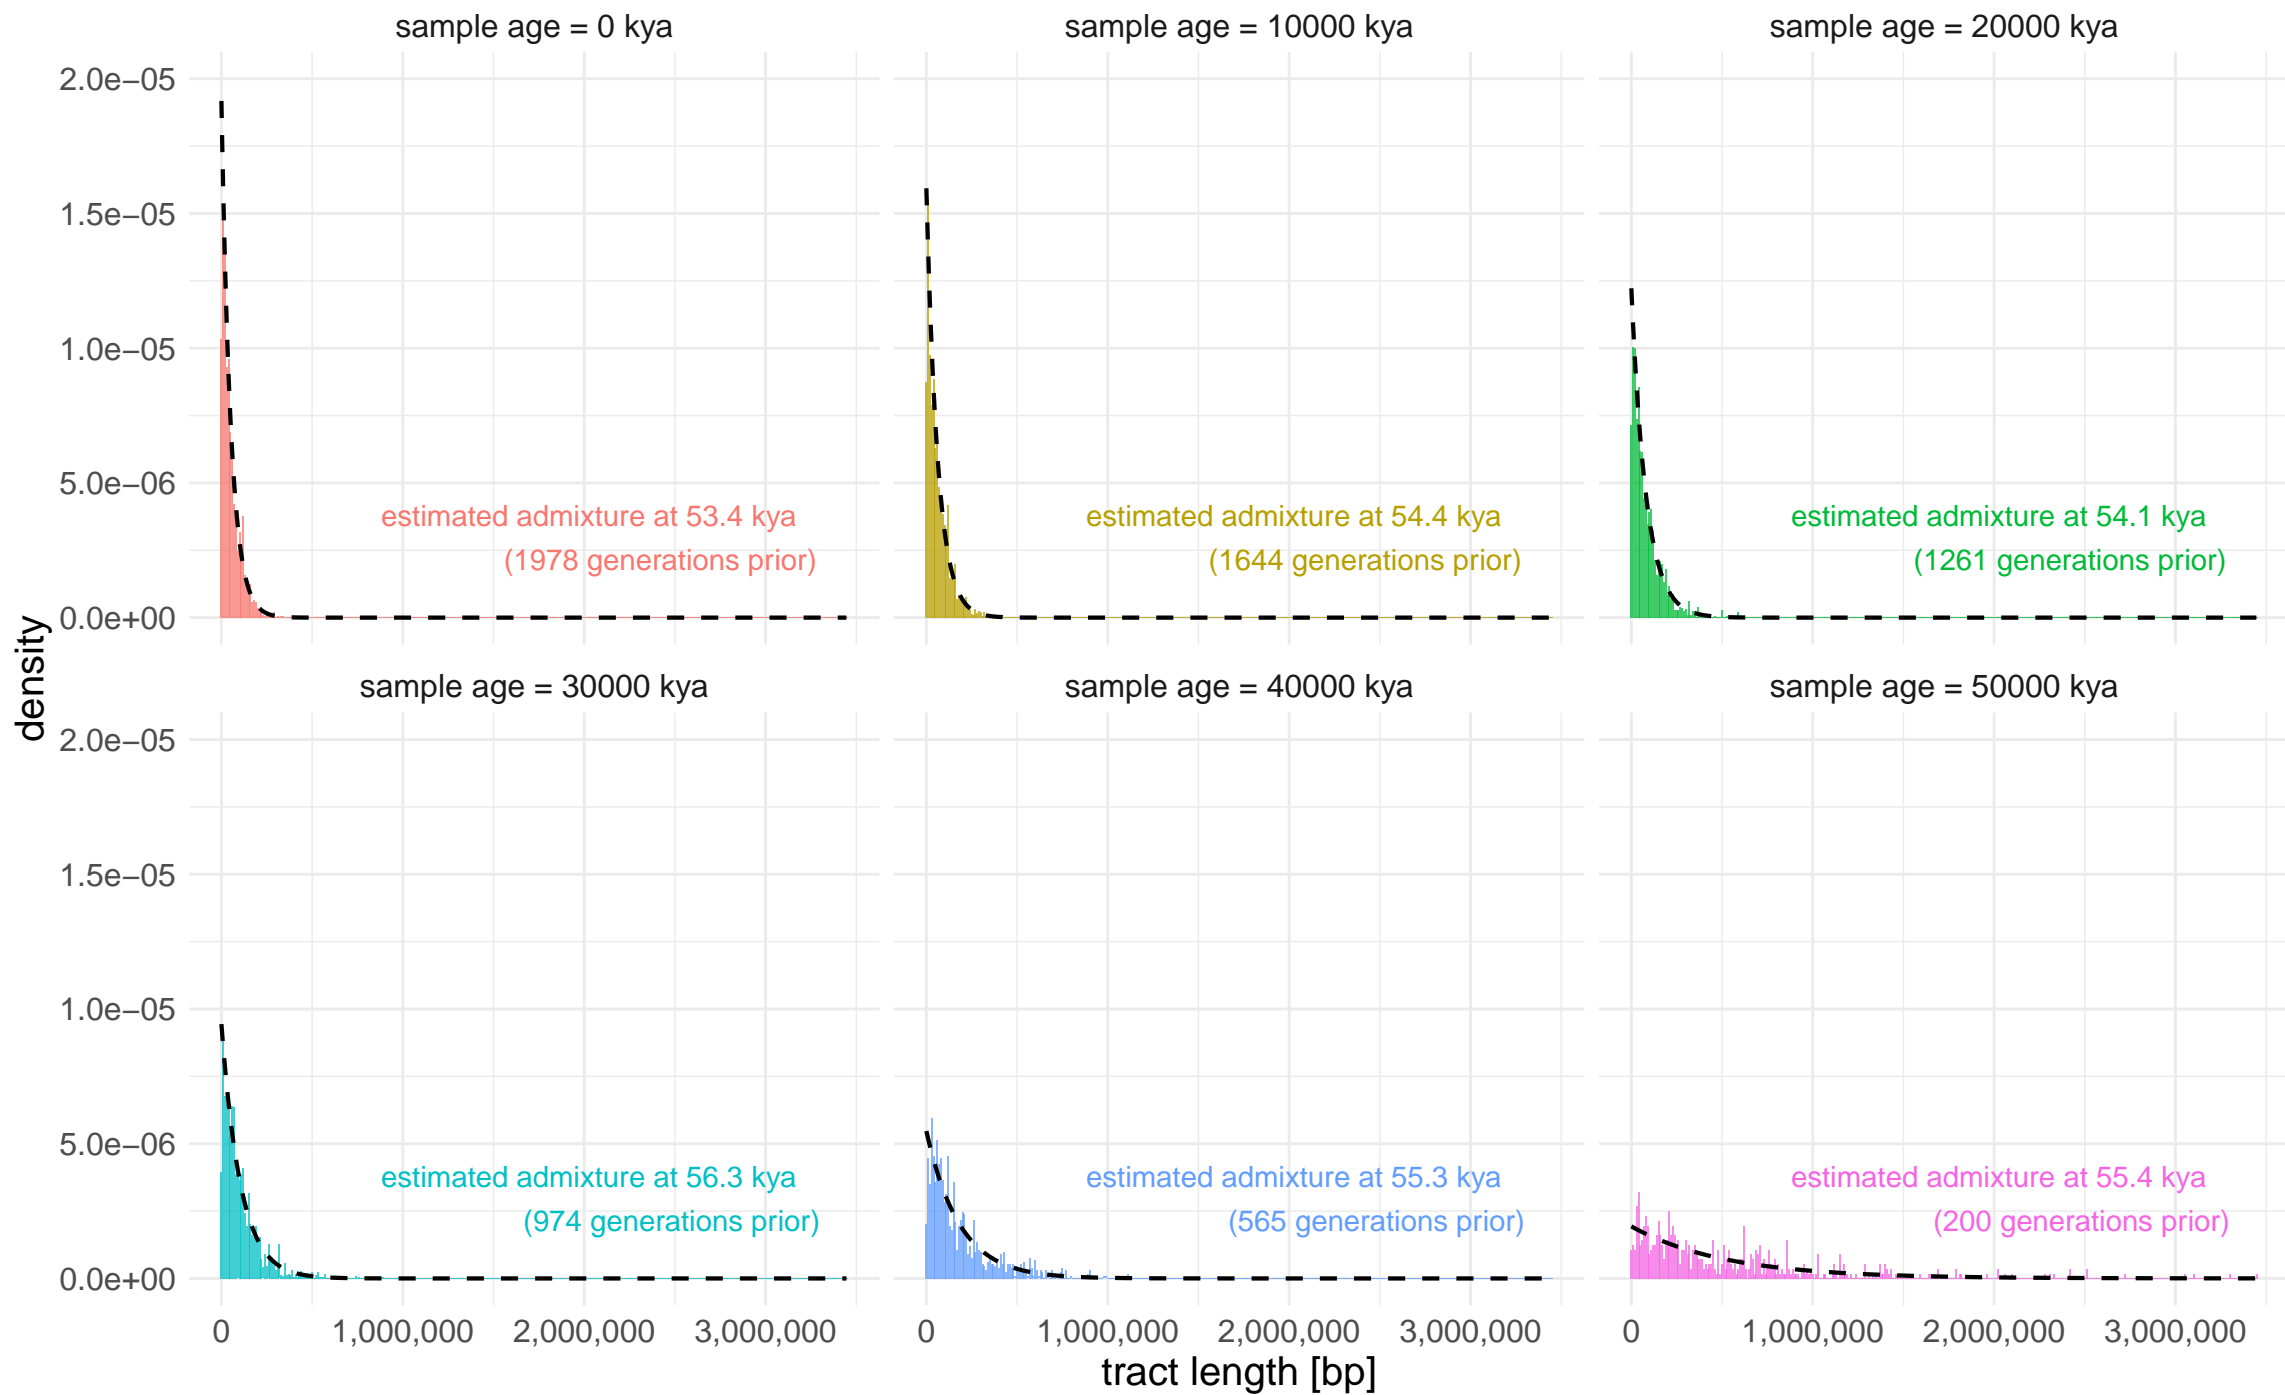 sample age = 0 kya
sample age = 10000 kya
sample age = 20000 kya
2.0e−05
1.5e−05
1.0e−05
5.0e−06
0.0e+00
estimated admixture at 53.4 kya
(1978 generations prior)
estimated admixture at 54.4 kya
(1644 generations prior)
estimated admixture at 54.1 kya
(1261 generations prior)
density
sample age = 30000 kya
sample age = 40000 kya
sample age = 50000 kya
2.0e−05
1.5e−05
1.0e−05
5.0e−06
0.0e+00
estimated admixture at 56.3 kya
(974 generations prior)
estimated admixture at 55.3 kya
(565 generations prior)
estimated admixture at 55.4 kya
(200 generations prior)
0 1,000,000 2,000,000 3,000,000
0 1,000,000 2,000,000 3,000,000
0 1,000,000 2,000,000 3,000,000
tract length [bp]